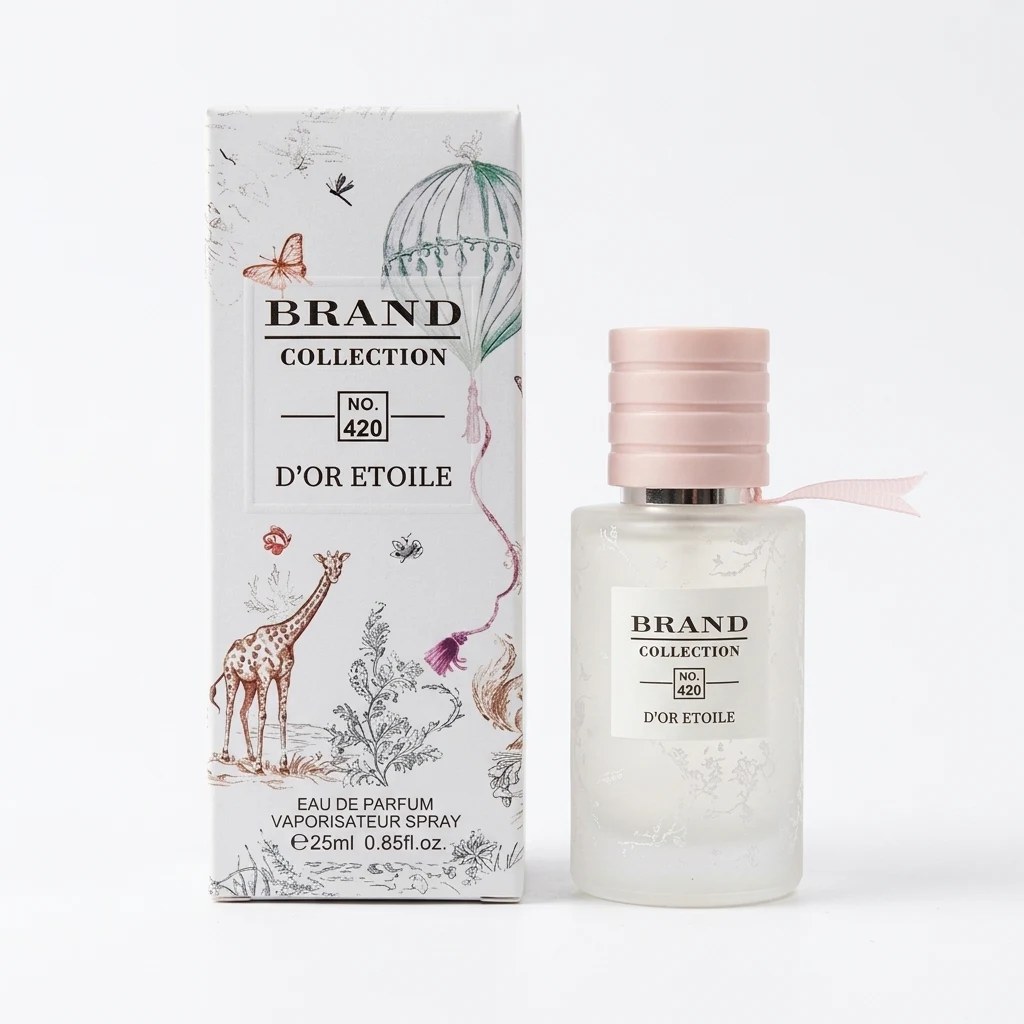 BRAND
COLLECTION
NO.
420
D'OR ETOILE
EAU DE PARFUM
VAPORISATEUR SPRAY
℮25ml 0.85fl.oz.
BRAND
COLLECTION
NO.
420
D'OR ETOILE